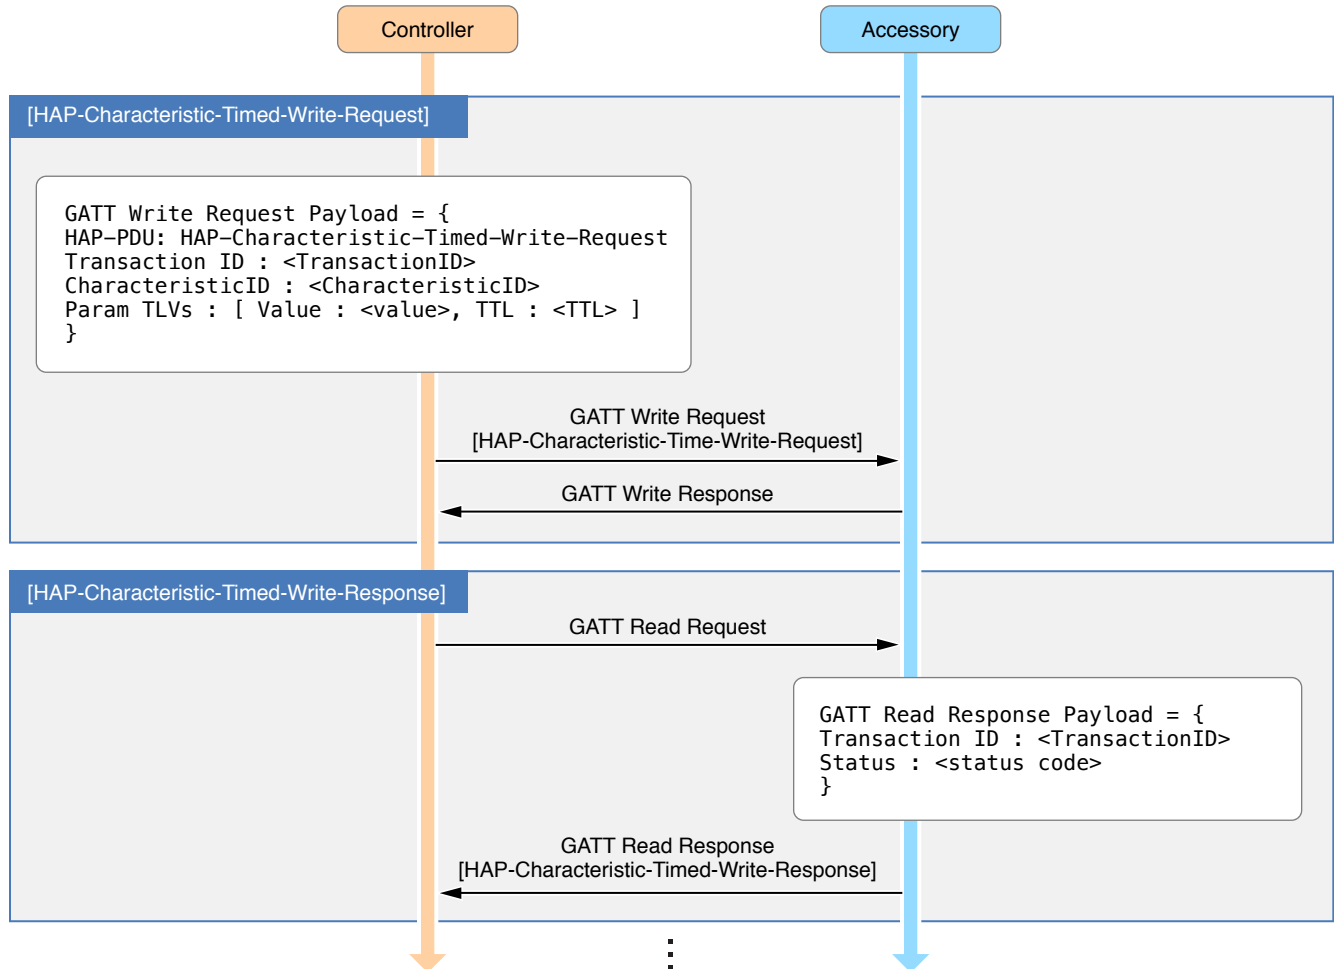 Controller
Accessory
[HAP-Characteristic-Timed-Write-Request]
GATT Write Request Payload = {
HAP-PDU: HAP-Characteristic-Timed-Write-Request
Transaction ID : <TransactionID>
CharacteristicID : <CharacteristicID>
Param TLVs : [ Value : <value>, TTL : <TTL> ]
}
GATT Write Request
[HAP-Characteristic-Time-Write-Request]
GATT Write Response
[HAP-Characteristic-Timed-Write-Response]
GATT Read Request
GATT Read Response Payload = {
Transaction ID : <TransactionID>
Status : <status code>
}
GATT Read Response
[HAP-Characteristic-Timed-Write-Response]